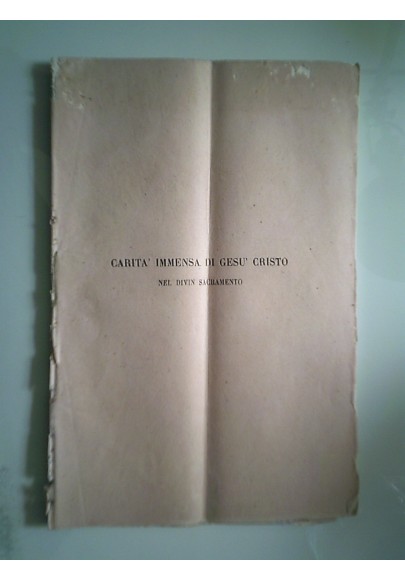 CARITA' IMMENSA DI GESU' CRISTO
NEL DIVIN SACRAMENTO